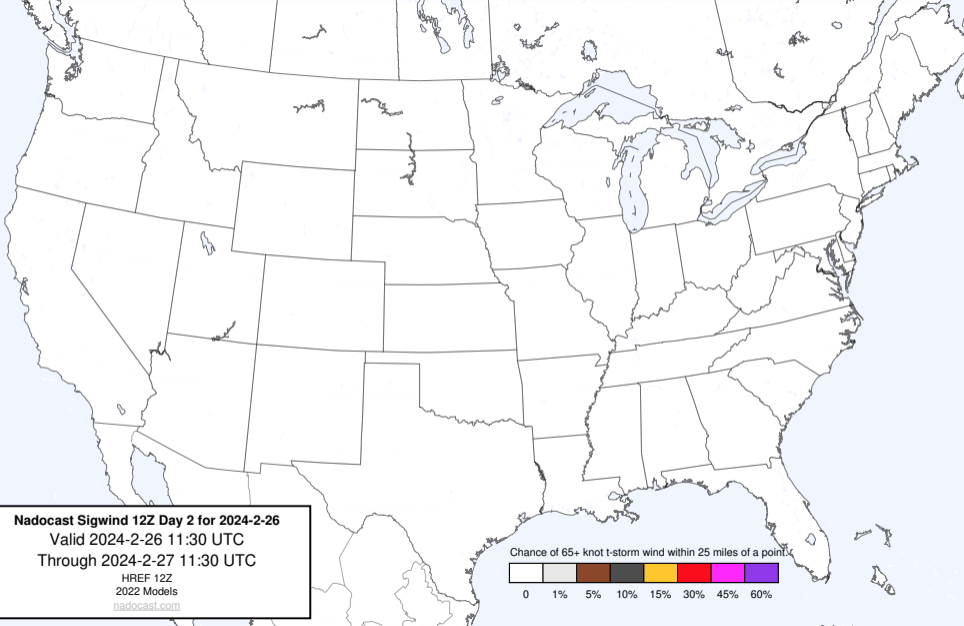 Nadocast Sigwind 12Z Day 2 for 2024-2-26
Valid 2024-2-26 11:30 UTC
Through 2024-2-27 11:30 UTC
HREF 12Z
2022 Models
nadocast.com
Chance of 65+ knot t-storm wind within 25 miles of a point.
0 1% 5% 10% 15% 30% 45% 60%